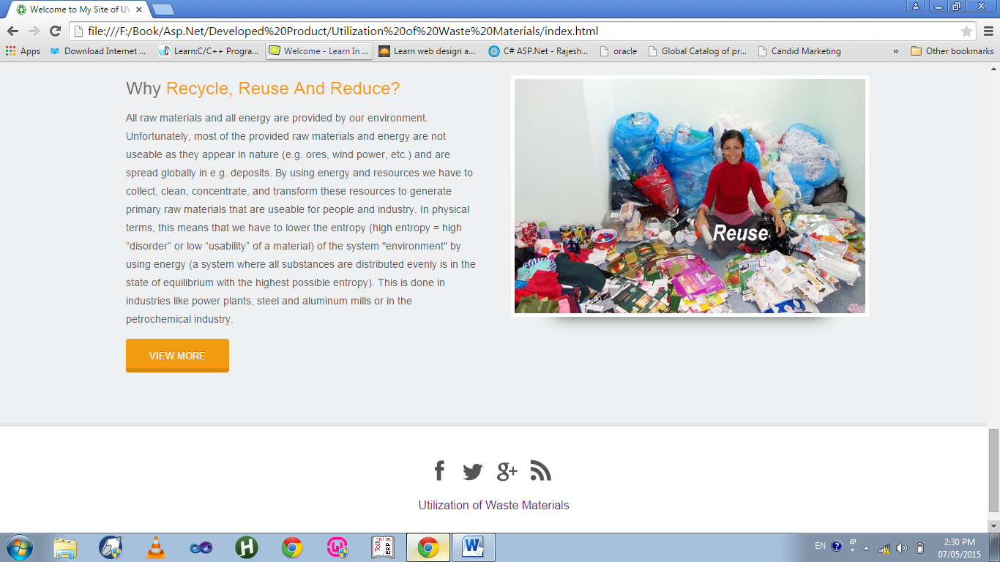 Welcome to My Site of UW
file:///F:/Book/Asp.Net/Developed%20Product/Utilization%20of%20Waste%20Materials/index.html
Apps Download Internet ... Learn:C/C++ Progra... Welcome - Learn In ... Learn web design a... C# ASP.Net - Rajesh... oracle Global Catalog of pr... Candid Marketing » Other bookmarks
Why Recycle, Reuse And Reduce?
All raw materials and all energy are provided by our environment.
Unfortunately, most of the provided raw materials and energy are not
useable as they appear in nature (e.g. ores, wind power, etc.) and are
spread globally in e.g. deposits. By using energy and resources we have to
collect, clean, concentrate, and transform these resources to generate
primary raw materials that are useable for people and industry. In physical
terms, this means that we have to lower the entropy (high entropy = high
“disorder” or low “usability” of a material) of the system "environment" by
using energy (a system where all substances are distributed evenly is in the
state of equilibrium with the highest possible entropy). This is done in
industries like power plants, steel and aluminum mills or in the
petrochemical industry.
VIEW MORE
Reuse
Utilization of Waste Materials
Tally
ERP 9
EN
2:30 PM
07/05/2015